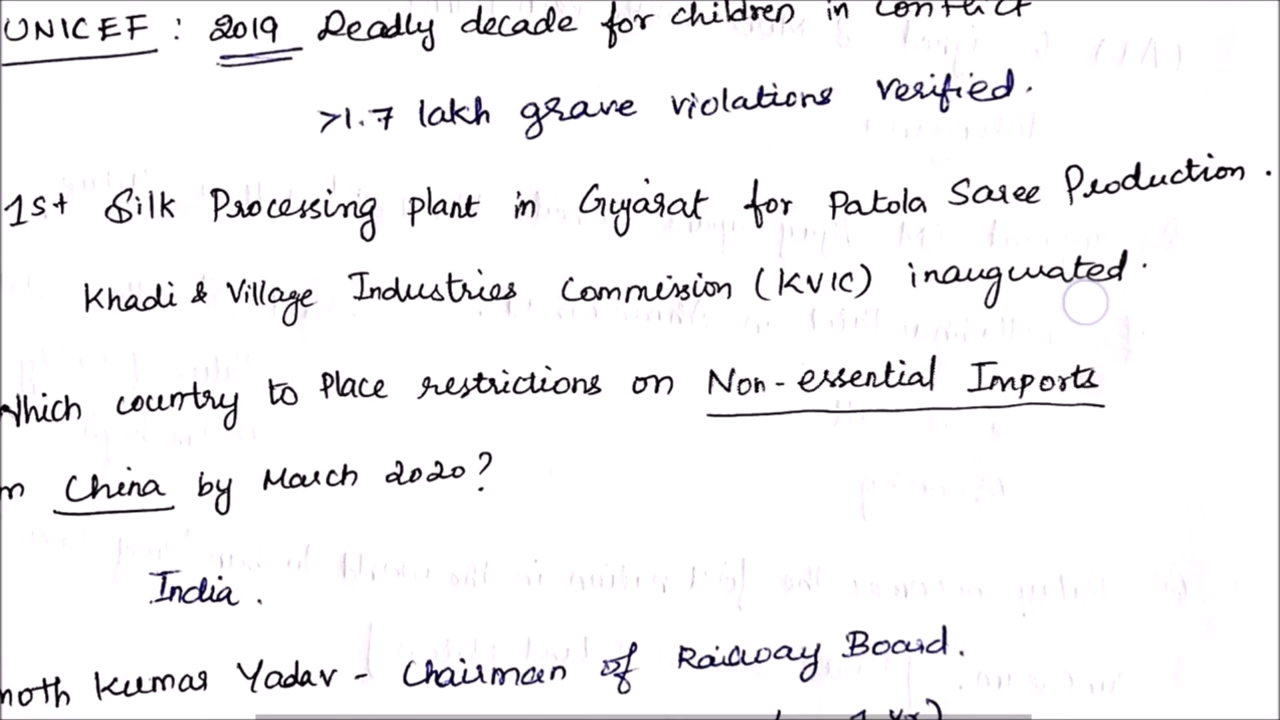 UNICEF : 2019 Deadly decade for children in conflict
>1.7 lakh grave violations verified.
1st Silk Processing plant in Gujarat for Patola Saree Production.
Khadi & Village Industries Commission (KVIC) inaugurated.
Which country to Place restrictions on Non-essential Imports
China by March 2020?
India.
Kumar Yadav - Chairman of Railway Board.